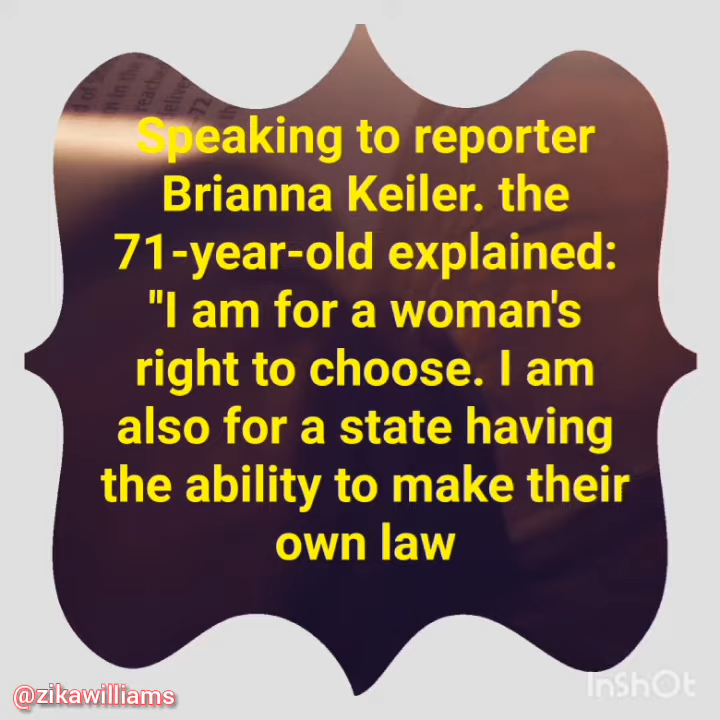 Speaking to reporter
Brianna Keiler. the
71-year-old explained:
"I am for a woman's
right to choose. I am
also for a state having
the ability to make their
own law
@zikawilliams
InShOt